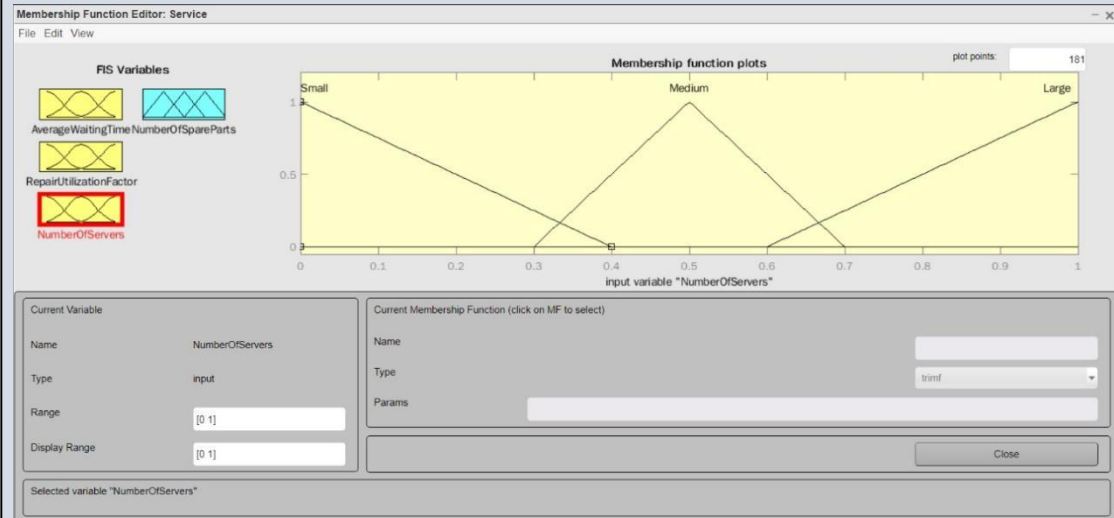 Membership Function Editor: Service
File Edit View
FIS Variables
AverageWaitingTime NumberOfSpareParts
RepairUtilizationFactor
NumberOfServers
Membership function plots
plot points: 181
Small Medium Large
1
0.5
0
0 0.1 0.2 0.3 0.4 0.5 0.6 0.7 0.8 0.9 1
input variable "NumberOfServers"
Current Variable
Name NumberOfServers
Type input
Range [0 1]
Display Range [0 1]
Current Membership Function (click on MF to select)
Name
Type trimf
Params
Close
Selected variable "NumberOfServers"